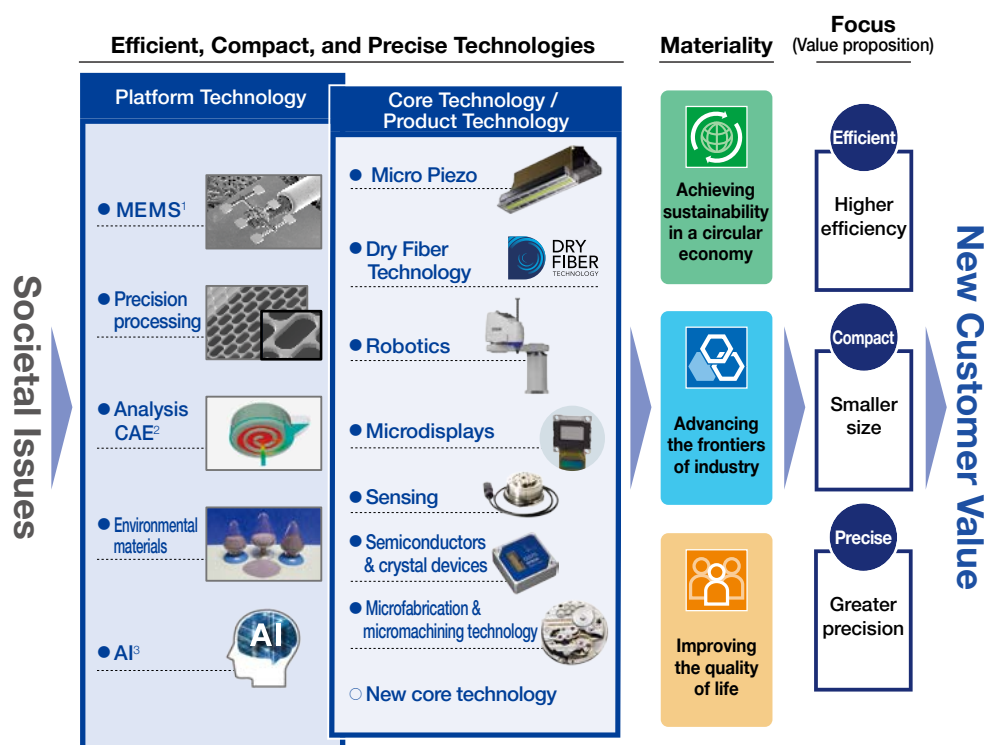 Efficient, Compact, and Precise Technologies
Materiality
Focus
(Value proposition)
Societal Issues
Platform Technology
MEMS1
Precision
processing
Analysis
CAE2
Environmental
materials
AI3
AI
Core Technology /
Product Technology
Micro Piezo
Dry Fiber
Technology
DRY
FIBER
TECHNOLOGY
Robotics
Microdisplays
Sensing
Semiconductors
& crystal devices
Microfabrication &
micromachining technology
New core technology
Achieving
sustainability
in a circular
economy
Advancing
the frontiers
of industry
Improving
the quality
of life
Efficient
Higher
efficiency
Compact
Smaller
size
Precise
Greater
precision
New Customer Value